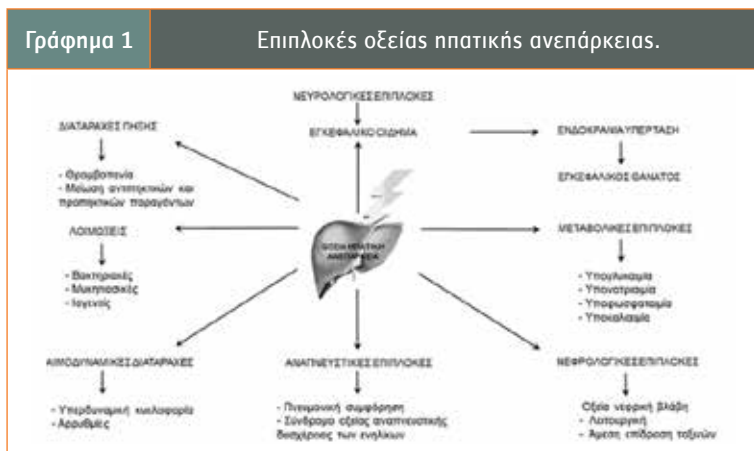 Γράφημα 1
Επιπλοκές οξείας ηπατικής ανεπάρκειας.
ΝΕΥΡΟΛΟΓΙΚΕΣ ΕΠΙΠΛΟΚΕΣ
ΕΓΚΕΦΑΛΙΚΟ ΟΙΔΗΜΑ
ΕΝΔΟΚΡΑΝΙΑ ΥΠΕΡΤΑΣΗ
ΕΓΚΕΦΑΛΙΚΟΣ ΘΑΝΑΤΟΣ
ΔΙΑΤΑΡΑΧΕΣ ΠΗΞΗΣ
- Θρομβοπενία
- Μείωση αντιπηκτικών και
προπηκτικών παραγόντων
ΛΟΙΜΩΞΕΙΣ
- Βακτηριακές
- Μυκητιασικές
- Ιογενείς
ΟΞΕΙΑ ΗΠΑΤΙΚΗ
ΑΝΕΠΑΡΚΕΙΑ
ΜΕΤΑΒΟΛΙΚΕΣ ΕΠΙΠΛΟΚΕΣ
- Υπογλυκαιμία
- Υπονατριαιμία
- Υποφωσφαταιμία
- Υποκαλιαιμία
ΑΙΜΟΔΥΝΑΜΙΚΕΣ ΔΙΑΤΑΡΑΧΕΣ
- Υπερδυναμική κυκλοφορία
- Αρρυθμίες
ΑΝΑΠΝΕΥΣΤΙΚΕΣ ΕΠΙΠΛΟΚΕΣ
- Πνευμονική συμφόρηση
- Σύνδρομο οξείας αναπνευστικής
δυσχέρειας των ενηλίκων
ΝΕΦΡΟΛΟΓΙΚΕΣ ΕΠΙΠΛΟΚΕΣ
Οξεία νεφρική βλάβη
- Λειτουργική
- Άμεση επίδραση τοξινών